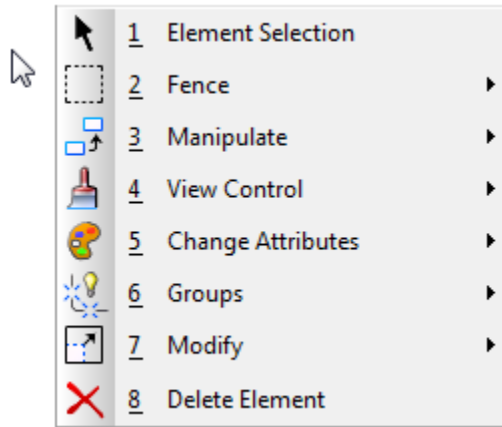 1 Element Selection
2 Fence
3 Manipulate
4 View Control
5 Change Attributes
6 Groups
7 Modify
8 Delete Element